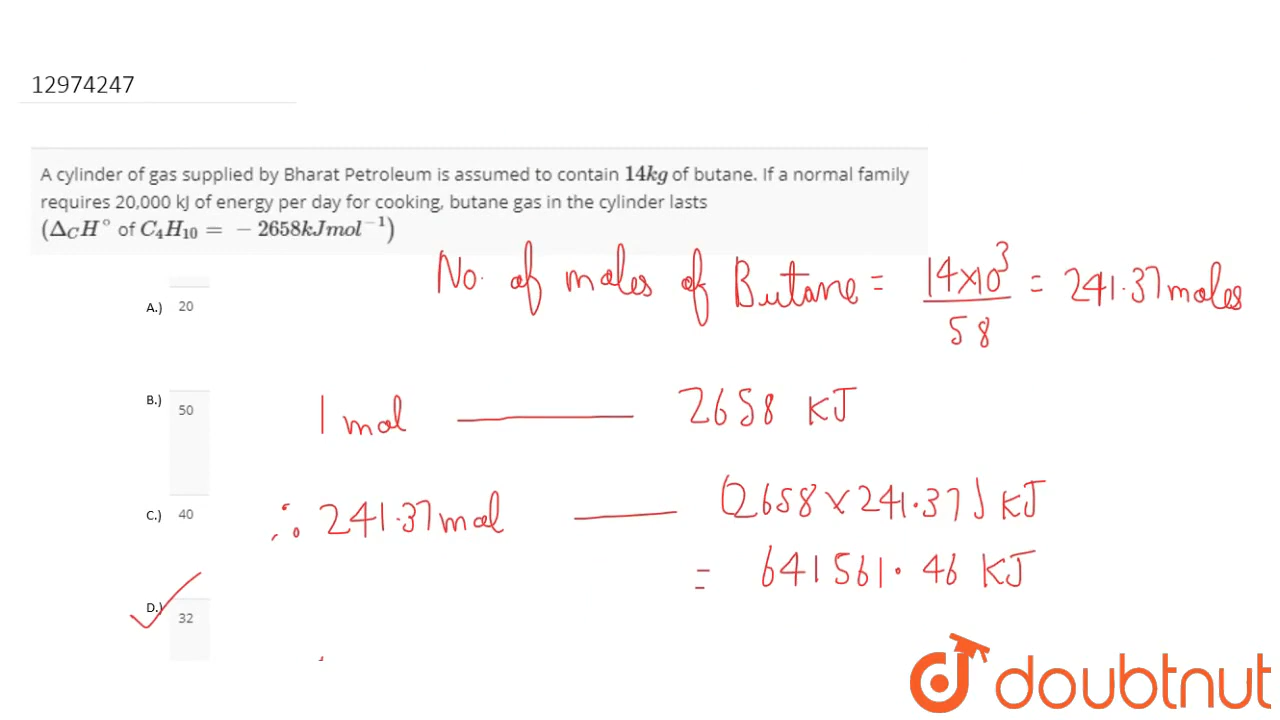 12974247
A cylinder of gas supplied by Bharat Petroleum is assumed to contain 14kg of butane. If a normal family
requires 20,000 kJ of energy per day for cooking, butane gas in the cylinder lasts
(Δ_C H° of C₄H₁₀ = − 2658kJmol⁻¹)
No. of moles of Butane = 14×10³/58 = 241.37 moles
A.) 20
B.) 50
1 mol —— 2658 KJ
C.) 40
∴ 241.37 mol —— (2658 × 241.37) KJ
= 641561.46 KJ
D.) 32
doubtnut